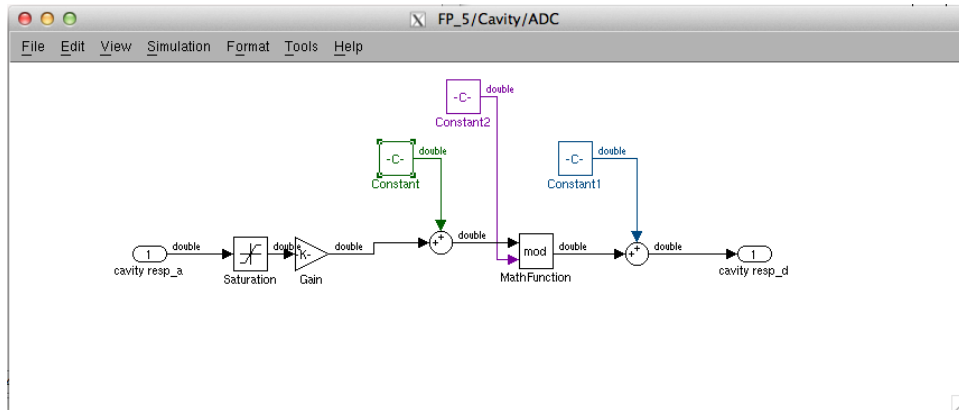 X FP_5/Cavity/ADC
File Edit View Simulation Format Tools Help
-C- double
Constant2
-C- double
Constant
-C- double
Constant1
1 double
cavity resp_a
Saturation
double
-K- double
Gain
++ double
mod double
MathFunction
++ double
1
cavity resp_d